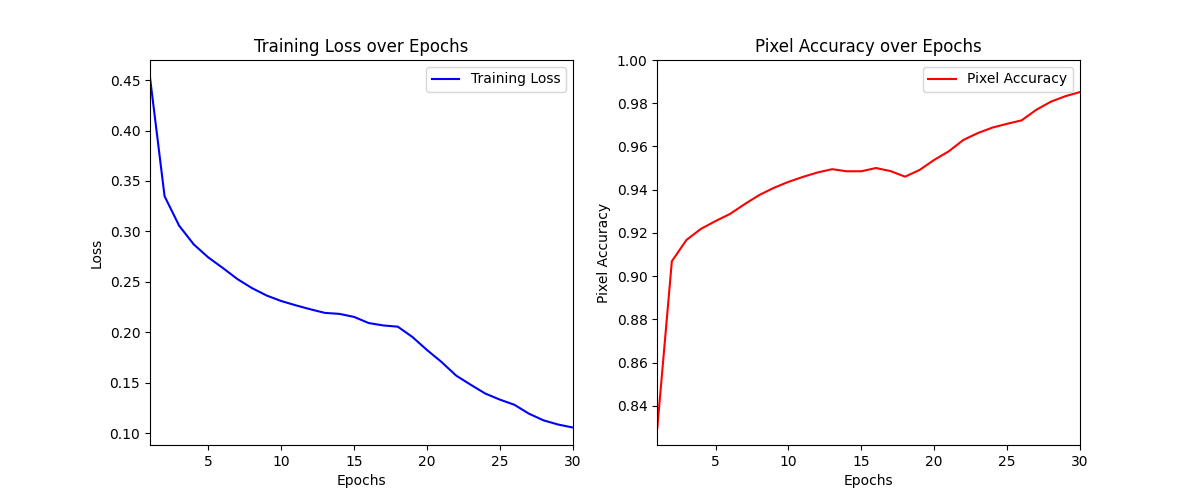 Training Loss over Epochs
Training Loss
0.45
0.40
0.35
0.30
0.25
0.20
0.15
0.10
Loss
5 10 15 20 25 30
Epochs
Pixel Accuracy over Epochs
Pixel Accuracy
1.00
0.98
0.96
0.94
0.92
0.90
0.88
0.86
0.84
Pixel Accuracy
5 10 15 20 25 30
Epochs